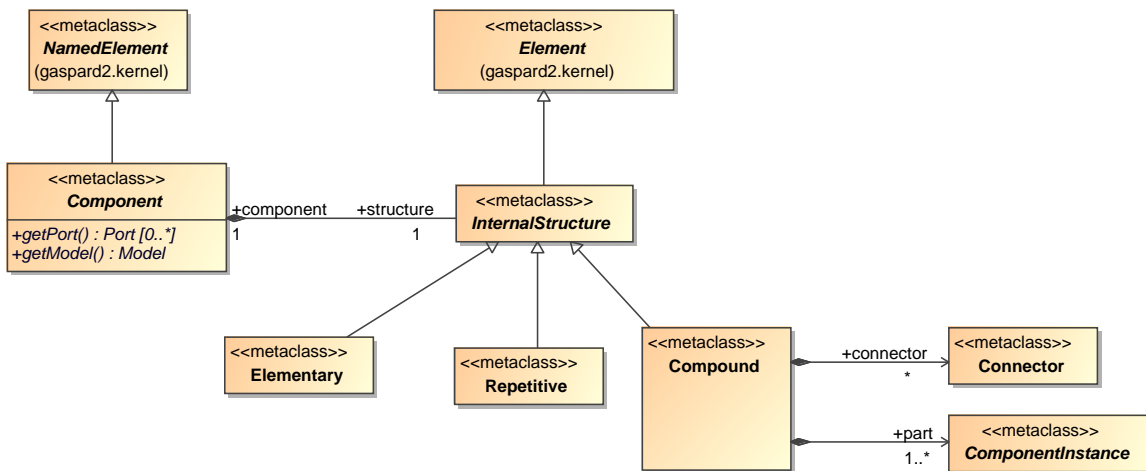 <<metaclass>>
NamedElement
(gaspard2.kernel)
<<metaclass>>
Element
(gaspard2.kernel)
<<metaclass>>
Component
+getPort() : Port [0..*]
+getModel() : Model
+component
1
+structure
1
<<metaclass>>
InternalStructure
<<metaclass>>
Elementary
<<metaclass>>
Repetitive
<<metaclass>>
Compound
+connector
*
<<metaclass>>
Connector
+part
1..*
<<metaclass>>
ComponentInstance